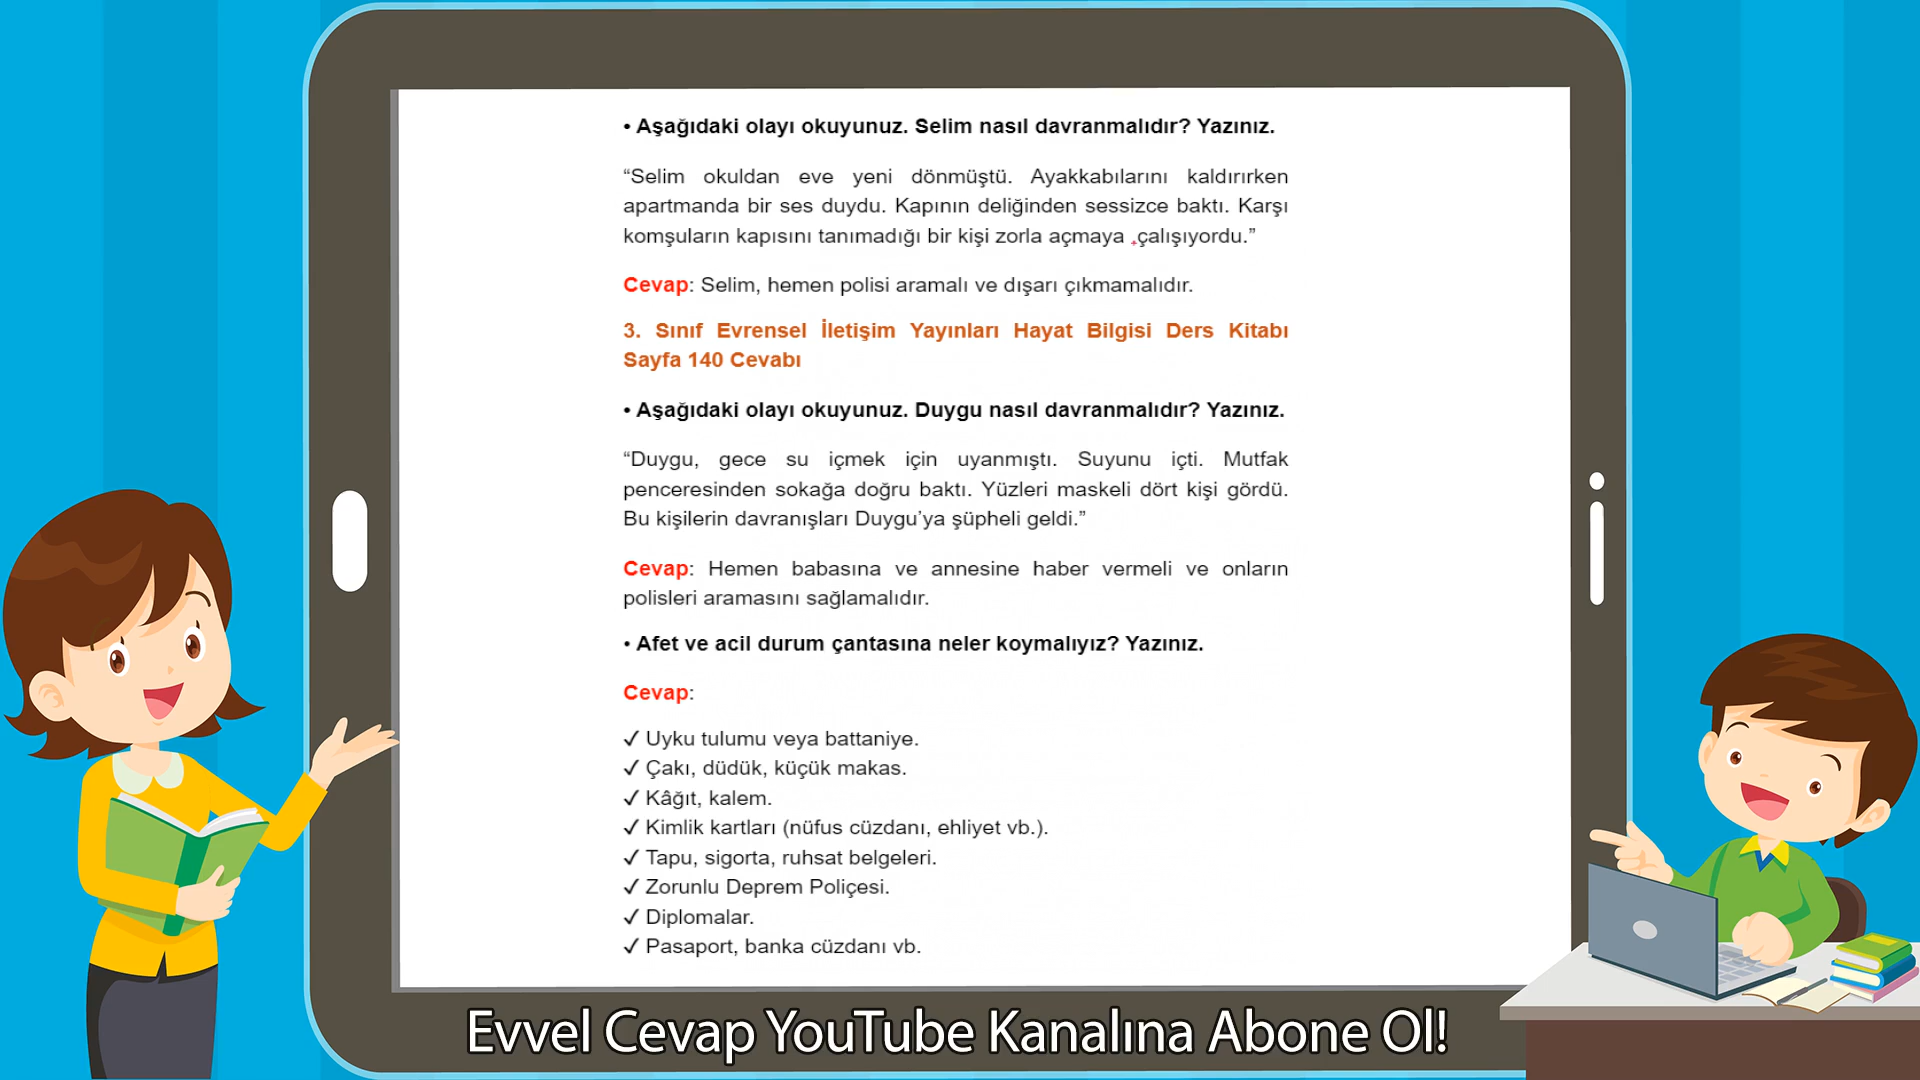 • Aşağıdaki olayı okuyunuz. Selim nasıl davranmalıdır? Yazınız.
“Selim okuldan eve yeni dönmüştü. Ayakkabılarını kaldırırken
apartmanda bir ses duydu. Kapının deliğinden sessizce baktı. Karşı
komşuların kapısını tanımadığı bir kişi zorla açmaya çalışıyordu.”
Cevap: Selim, hemen polisi aramalı ve dışarı çıkmamalıdır.
3. Sınıf Evrensel İletişim Yayınları Hayat Bilgisi Ders Kitabı
Sayfa 140 Cevabı
• Aşağıdaki olayı okuyunuz. Duygu nasıl davranmalıdır? Yazınız.
“Duygu, gece su içmek için uyanmıştı. Suyunu içti. Mutfak
penceresinden sokağa doğru baktı. Yüzleri maskeli dört kişi gördü.
Bu kişilerin davranışları Duygu’ya şüpheli geldi.”
Cevap: Hemen babasına ve annesine haber vermeli ve onların
polisleri aramasını sağlamalıdır.
• Afet ve acil durum çantasına neler koymalıyız? Yazınız.
Cevap:
✓ Uyku tulumu veya battaniye.
✓ Çakı, düdük, küçük makas.
✓ Kâğıt, kalem.
✓ Kimlik kartları (nüfus cüzdanı, ehliyet vb.).
✓ Tapu, sigorta, ruhsat belgeleri.
✓ Zorunlu Deprem Poliçesi.
✓ Diplomalar.
✓ Pasaport, banka cüzdanı vb.
Evvel Cevap YouTube Kanalına Abone Ol!